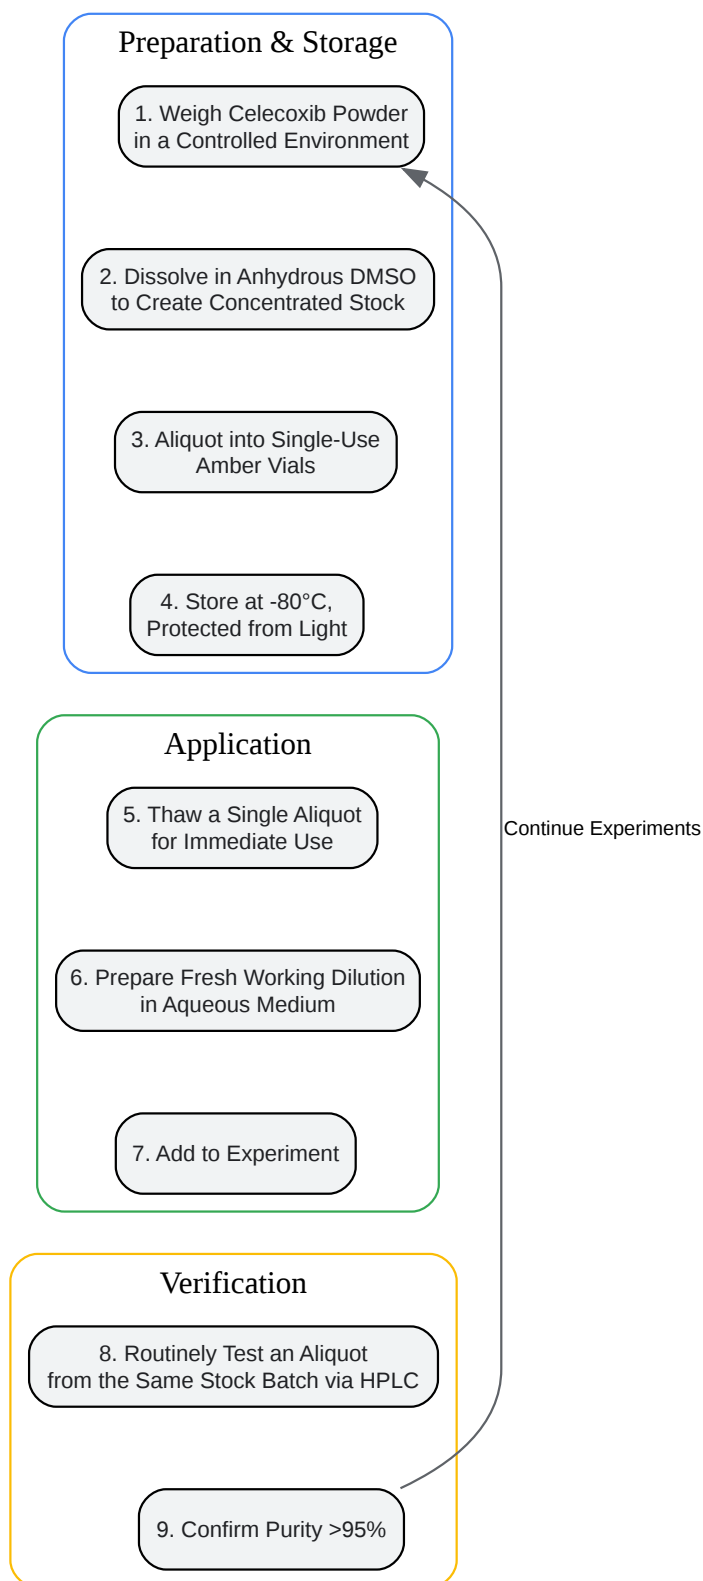 Preparation & Storage
1. Weigh Celecoxib Powder
in a Controlled Environment
2. Dissolve in Anhydrous DMSO
to Create Concentrated Stock
3. Aliquot into Single-Use
Amber Vials
4. Store at -80°C,
Protected from Light
Application
5. Thaw a Single Aliquot
for Immediate Use
Continue Experiments
6. Prepare Fresh Working Dilution
in Aqueous Medium
7. Add to Experiment
Verification
8. Routinely Test an Aliquot
from the Same Stock Batch via HPLC
9. Confirm Purity >95%